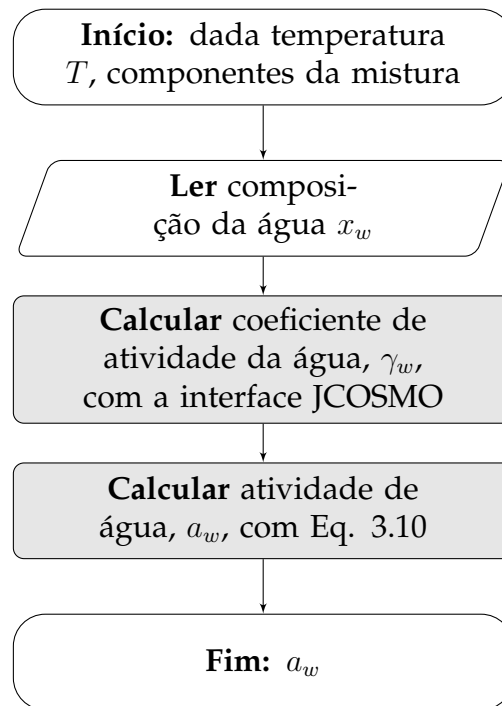 Início: dada temperatura
T, componentes da mistura
Ler composi-
ção da água x_w
Calcular coeficiente de
atividade da água, γ_w,
com a interface JCOSMO
Calcular atividade de
água, a_w, com Eq. 3.10
Fim: a_w